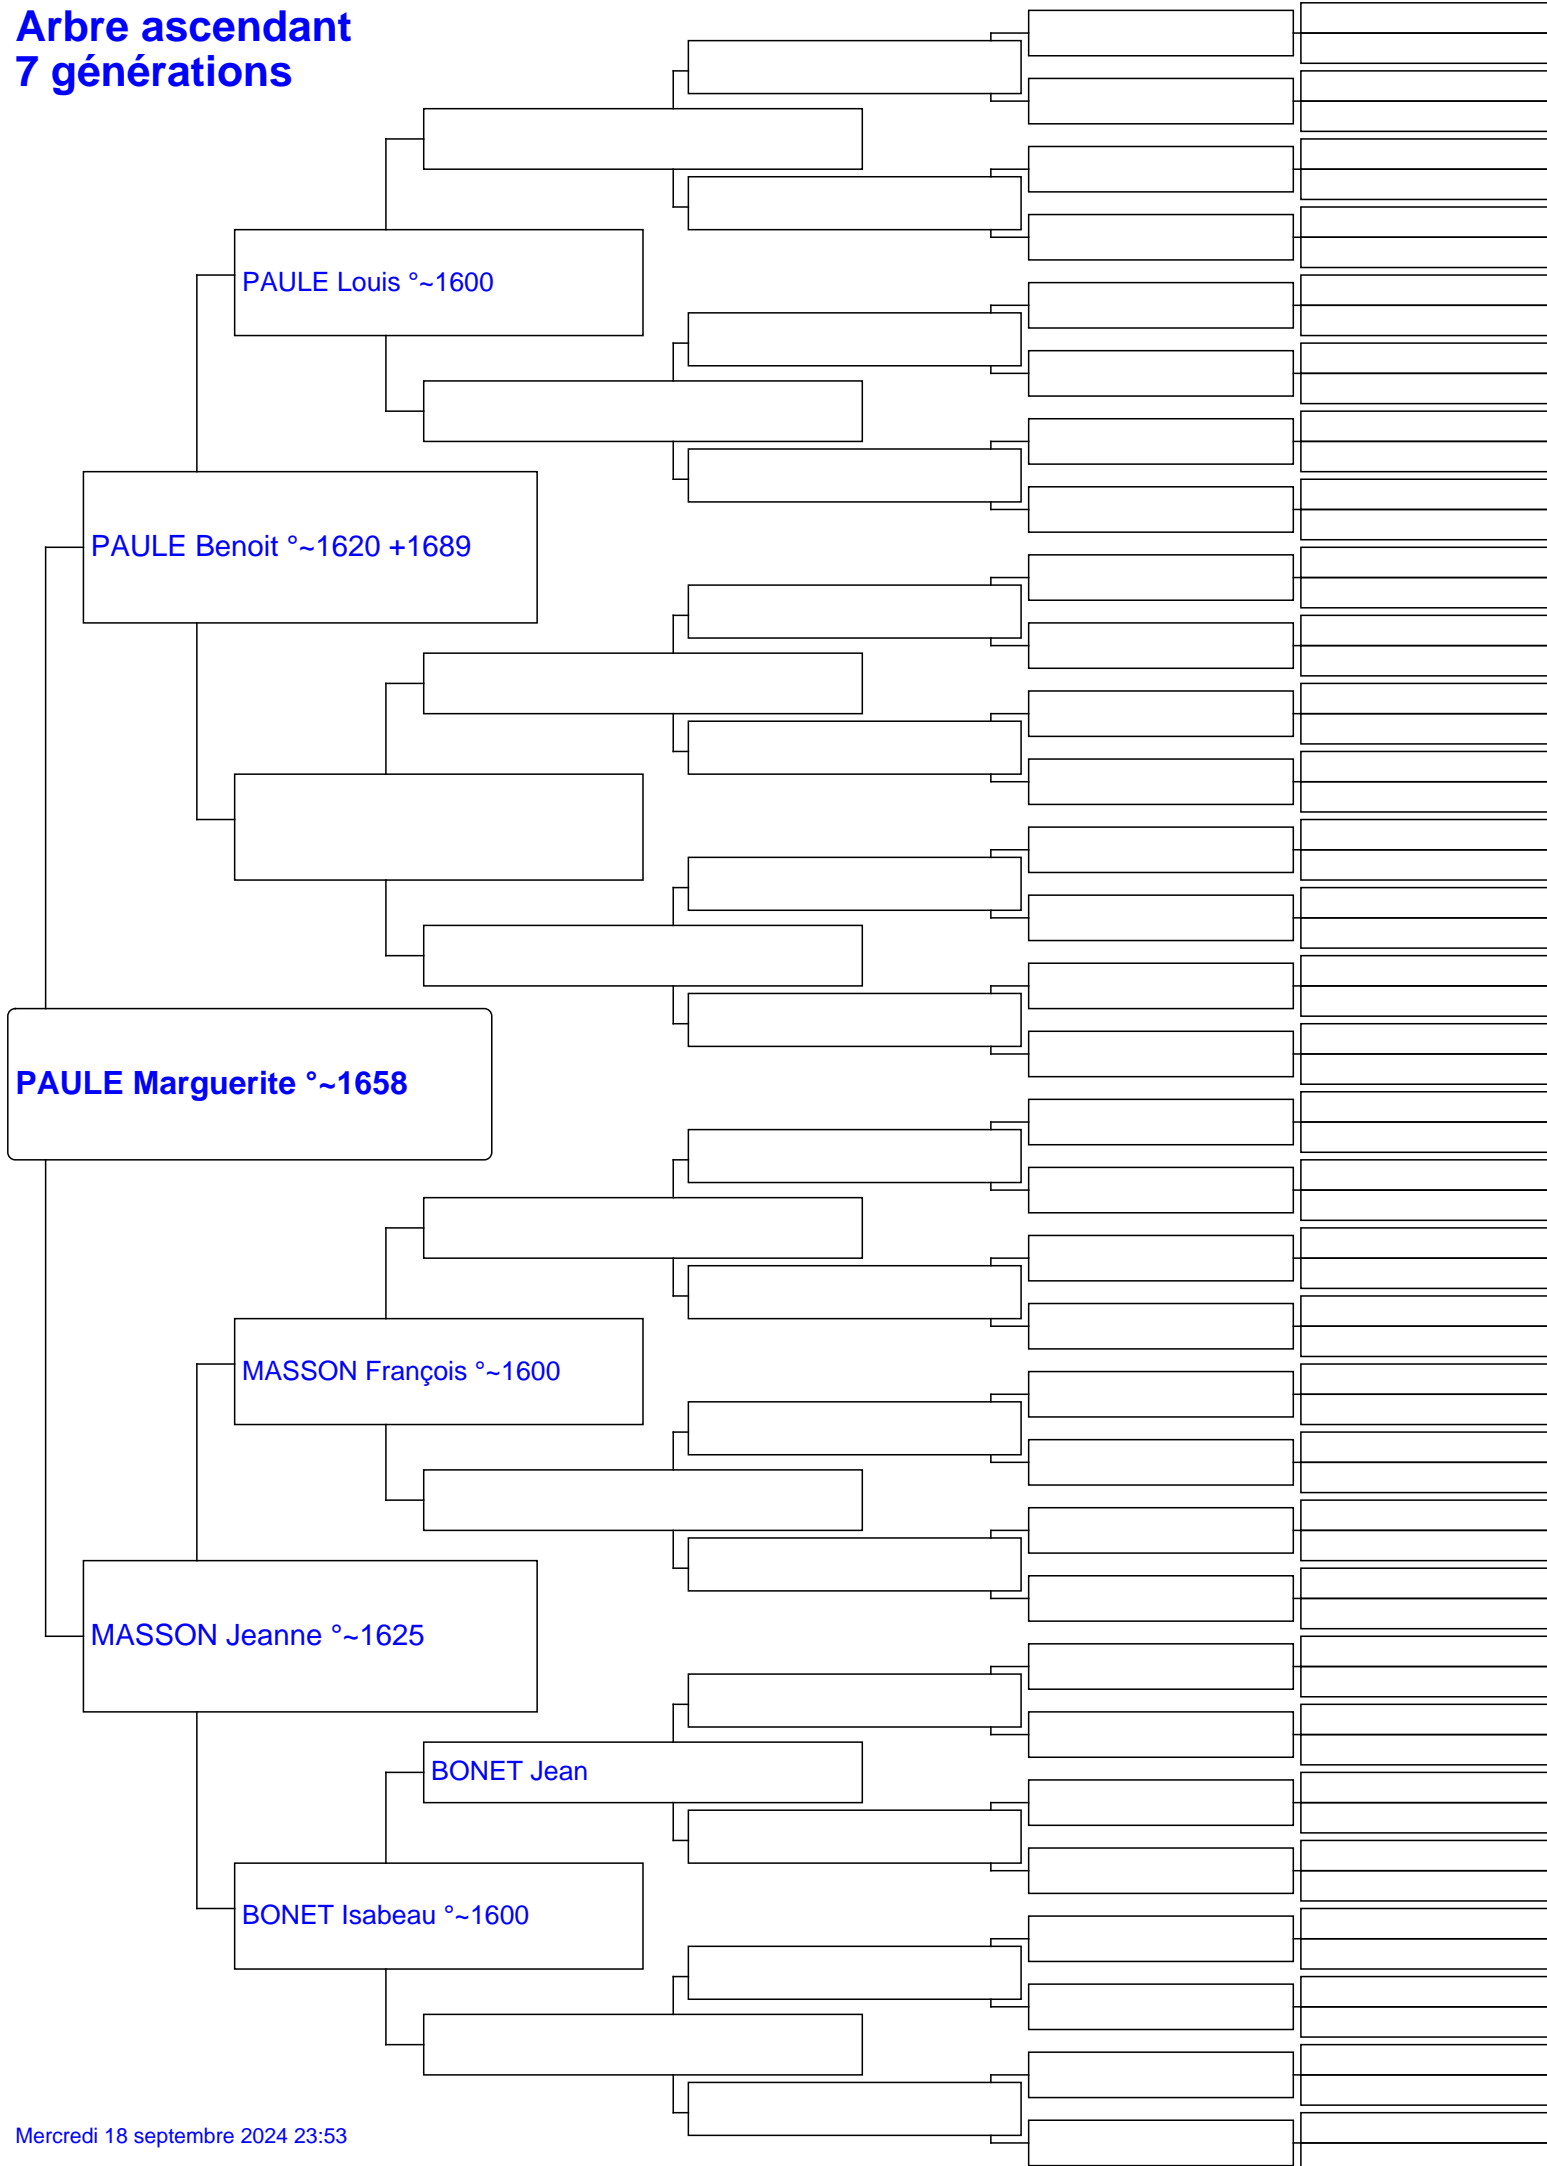 Arbre ascendant
7 générations
PAULE Louis °~1600
PAULE Benoit °~1620 +1689
PAULE Marguerite °~1658
MASSON François °~1600
MASSON Jeanne °~1625
BONET Jean
BONET Isabeau °~1600
Mercredi 18 septembre 2024 23:53